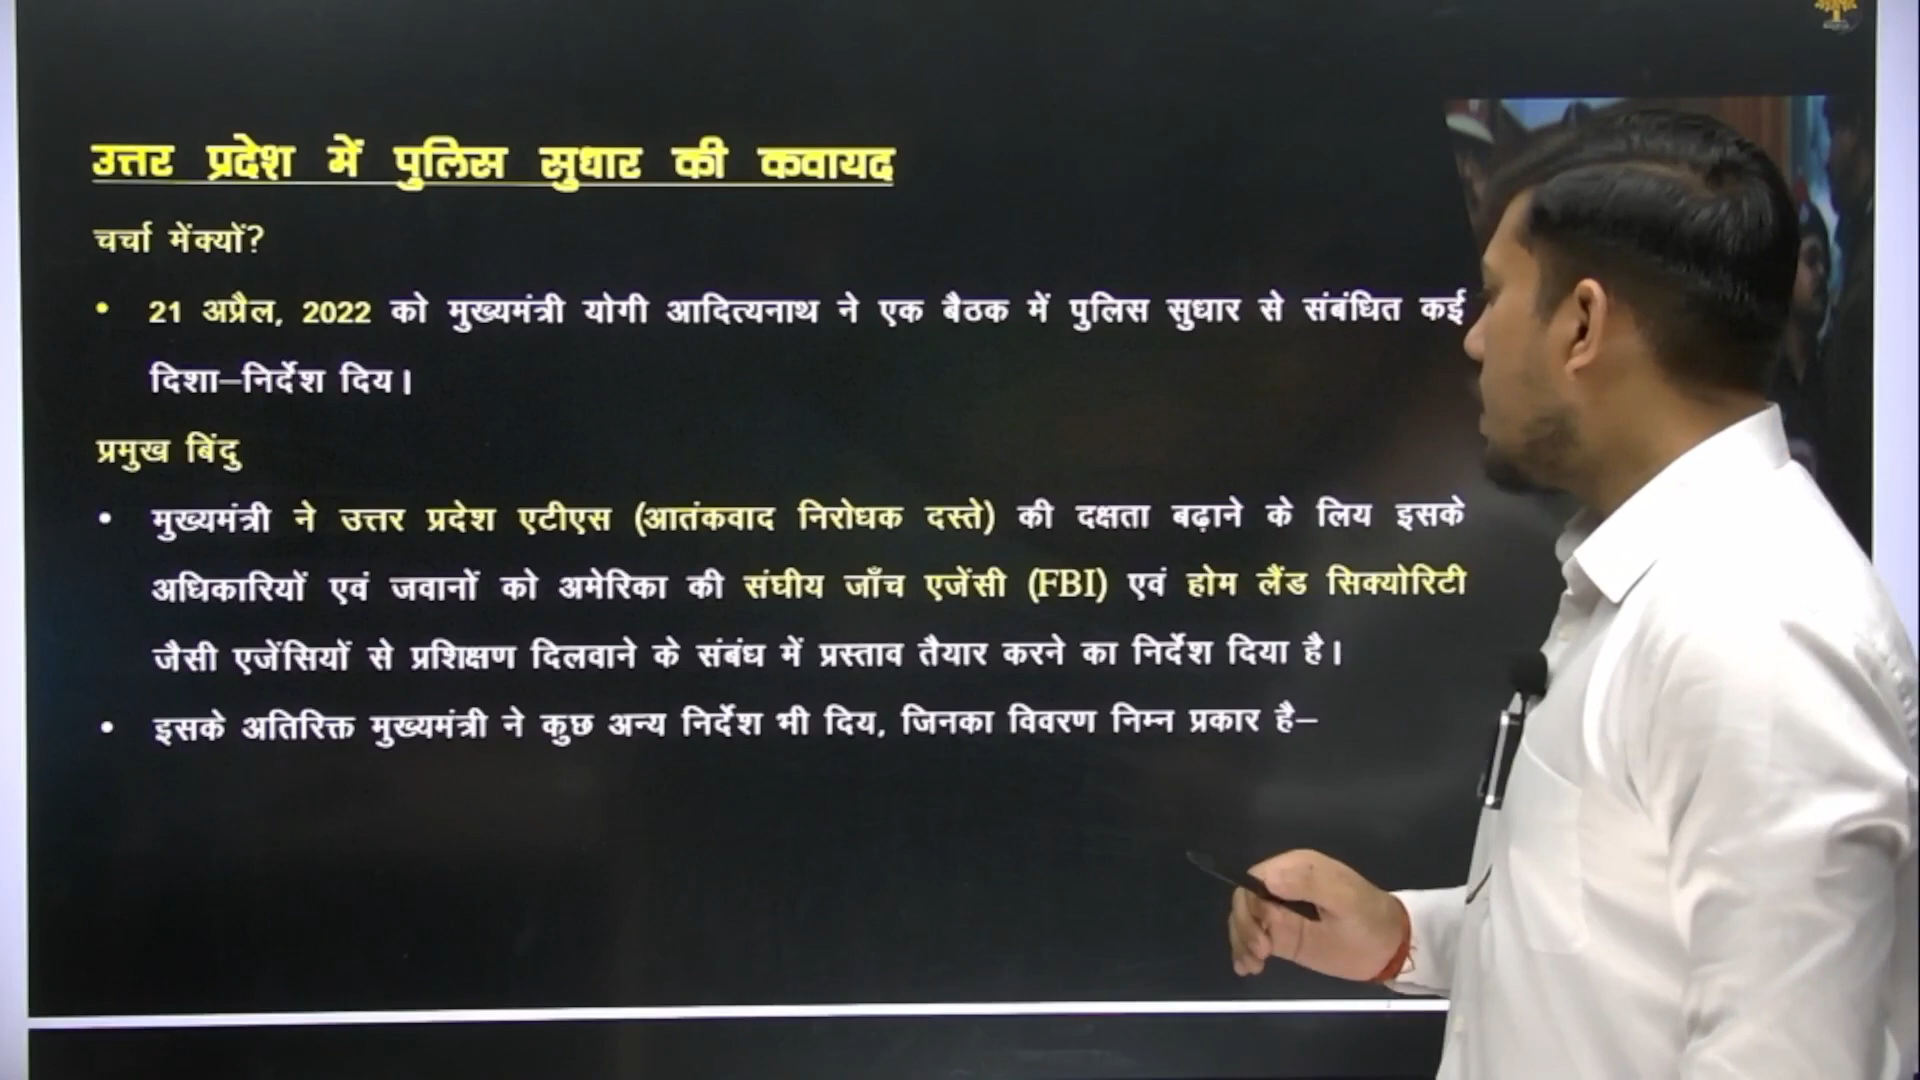 उत्तर प्रदेश में पुलिस सुधार की कवायद
चर्चा मेंक्यों?
• 21 अप्रैल, 2022 को मुख्यमंत्री योगी आदित्यनाथ ने एक बैठक में पुलिस सुधार से संबंधित कई
दिशा–निर्देश दिय।
प्रमुख बिंदु
• मुख्यमंत्री ने उत्तर प्रदेश एटीएस (आतंकवाद निरोधक दस्ते) की दक्षता बढ़ाने के लिय इसके
अधिकारियों एवं जवानों को अमेरिका की संघीय जाँच एजेंसी (FBI) एवं होम लैंड सिक्योरिटी
जैसी एजेंसियों से प्रशिक्षण दिलवाने के संबंध में प्रस्ताव तैयार करने का निर्देश दिया है।
• इसके अतिरिक्त मुख्यमंत्री ने कुछ अन्य निर्देश भी दिय, जिनका विवरण निम्न प्रकार है–